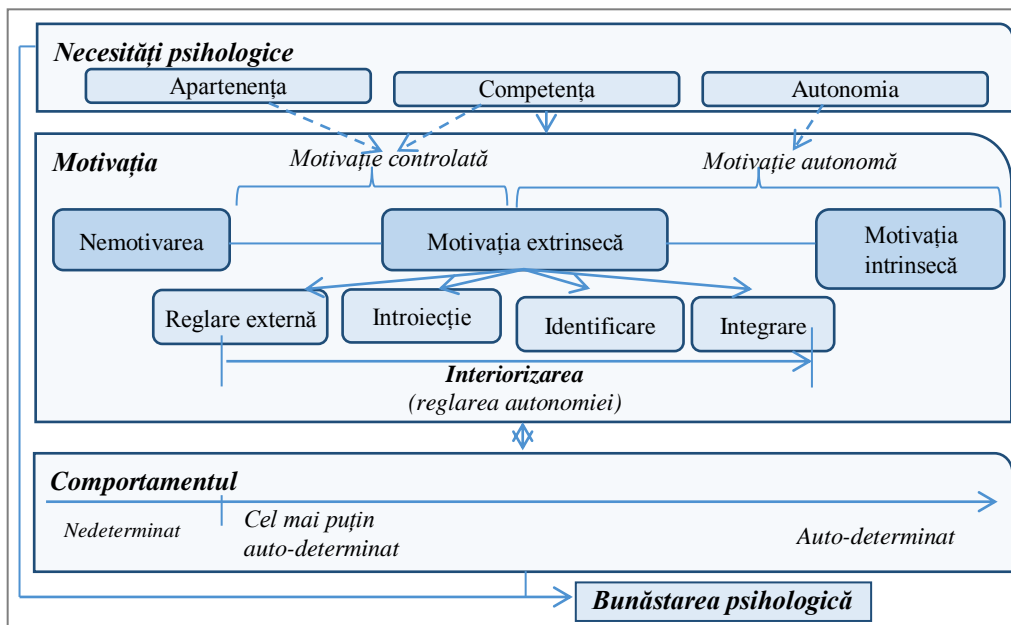 Necesități psihologice
Apartenența
Competența
Autonomia
Motivația
Motivație controlată
Motivație autonomă
Nemotivarea
Motivația extrinsecă
Motivația
intrinsecă
Reglare externă
Introiecție
Identificare
Integrare
Interiorizarea
(reglarea autonomiei)
Comportamentul
Nedeterminat
Cel mai puțin
auto-determinat
Auto-determinat
Bunăstarea psihologică